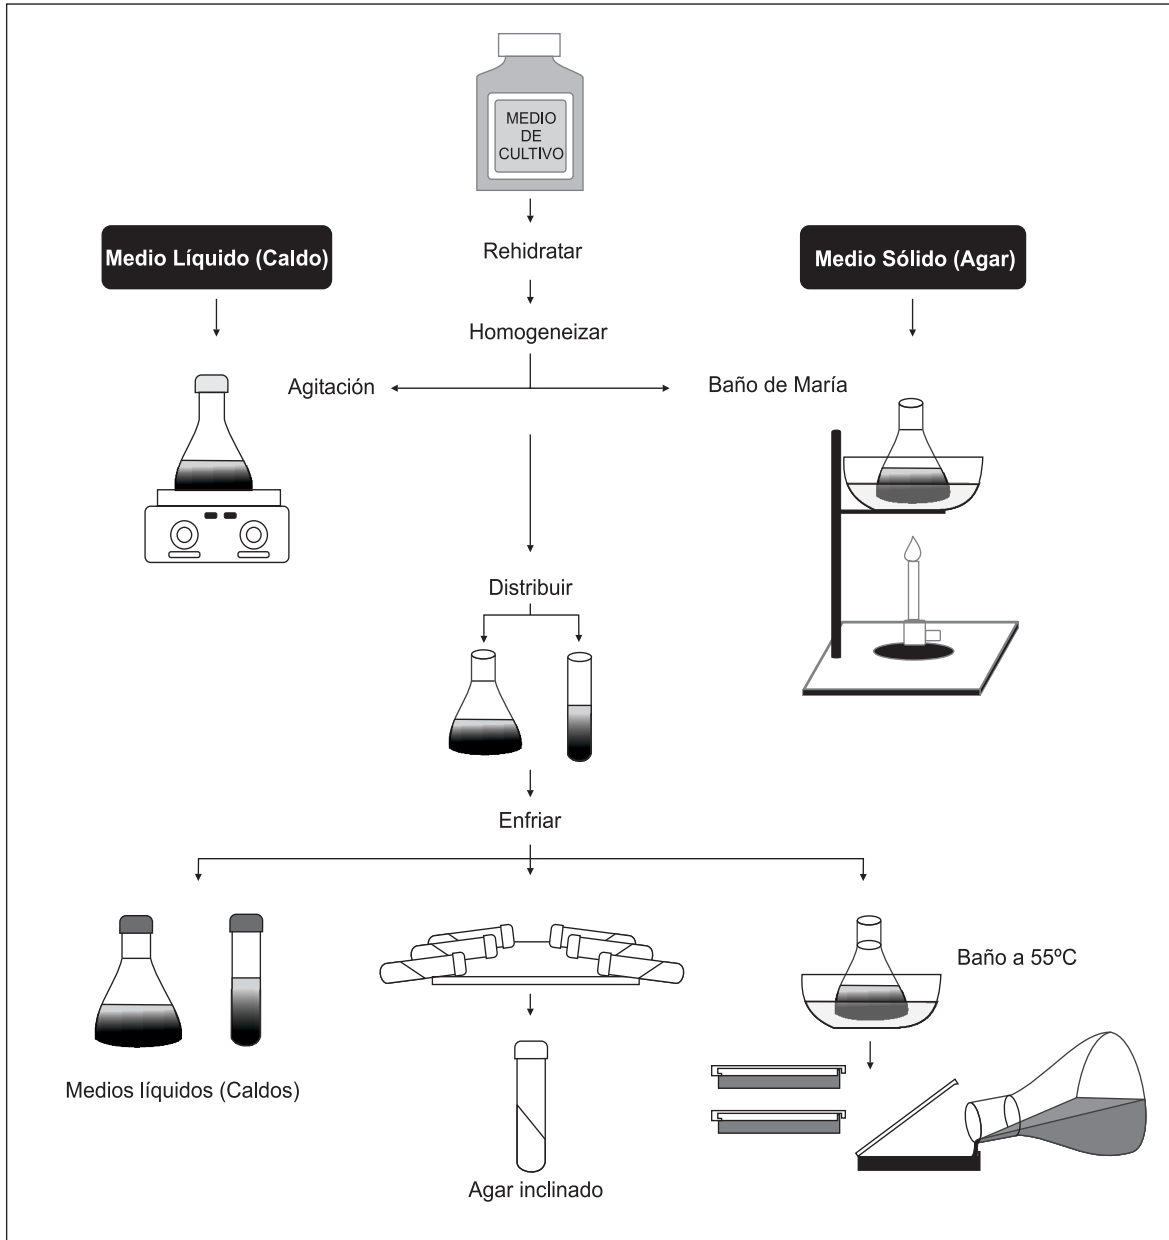 MEDIO
DE
CULTIVO
Rehidratar
Medio Líquido (Caldo)
Medio Sólido (Agar)
Homogeneizar
Agitación
Baño de María
Distribuir
Enfriar
Baño a 55ºC
Medios líquidos (Caldos)
Agar inclinado